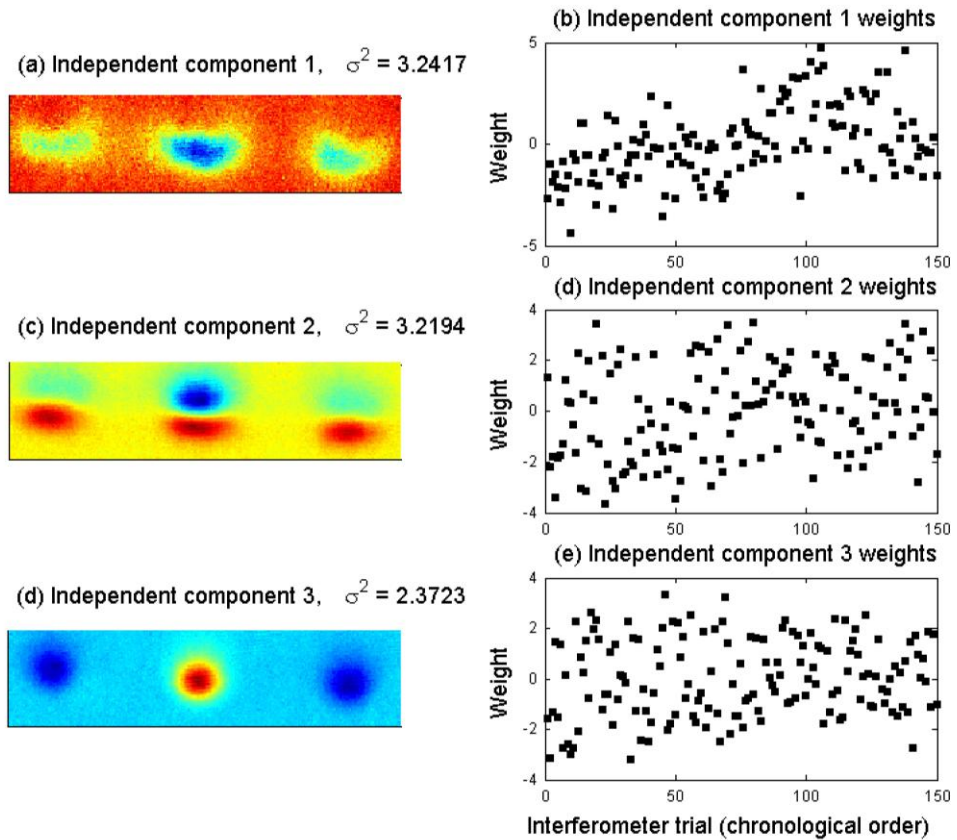 (a) Independent component 1, σ² = 3.2417
(b) Independent component 1 weights
Weight
5
0
-5
0
50
100
150
(c) Independent component 2, σ² = 3.2194
(d) Independent component 2 weights
Weight
4
2
0
-2
-4
0
50
100
150
(d) Independent component 3, σ² = 2.3723
(e) Independent component 3 weights
Weight
4
2
0
-2
-4
0
50
100
150
Interferometer trial (chronological order)